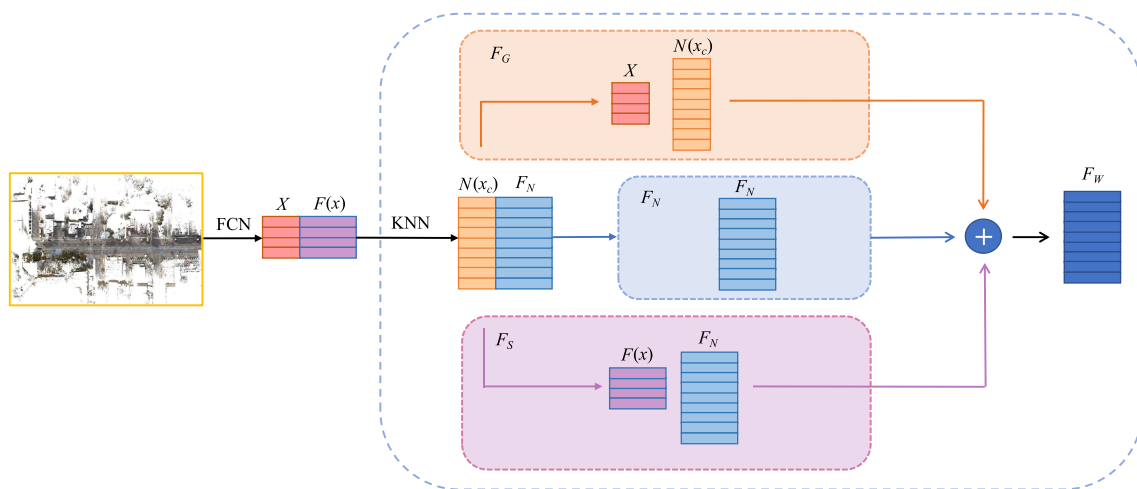 F_G
X
N(x_c)
FCN
X
F(x)
KNN
N(x_c)
F_N
F_N
F_N
+
F_W
F_S
F(x)
F_N